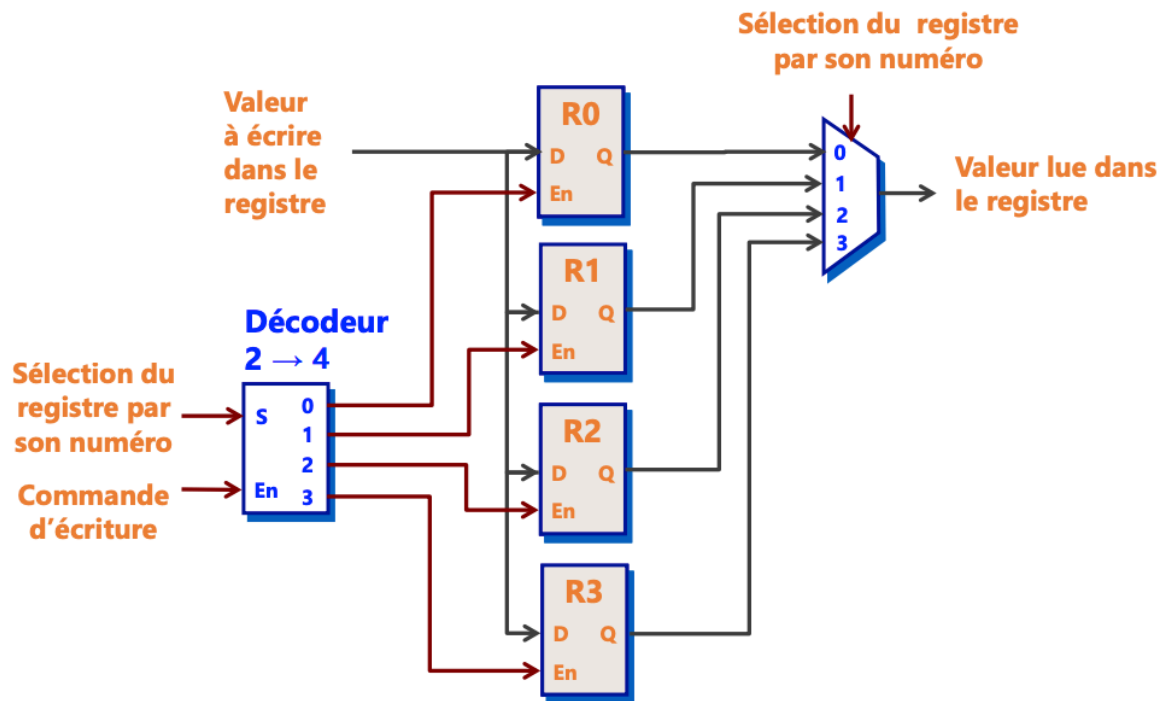 Sélection du registre
par son numéro
Valeur
à écrire
dans le
registre
R0
D Q
En
0
1
2
3
Valeur lue dans
le registre
R1
D Q
En
Décodeur
2 → 4
Sélection du
registre par
son numéro
Commande
d'écriture
S 0
1
2
En 3
R2
D Q
En
R3
D Q
En